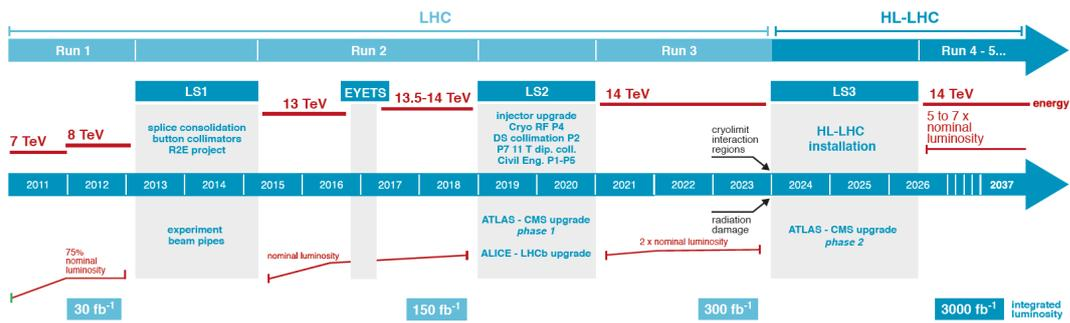 LHC
HL-LHC
Run 1
Run 2
Run 3
Run 4 - 5...
LS1
EYETS
13.5-14 TeV
LS2
14 TeV
LS3
14 TeV
energy
13 TeV
7 TeV
8 TeV
splice consolidation
button collimators
R2E project
injector upgrade
Cryo RF P4
DS collimation P2
P7 11 T dip. coll.
Civil Eng. P1-P5
cryolimit
interaction
regions
HL-LHC
installation
5 to 7 x
nominal
luminosity
2011
2012
2013
2014
2015
2016
2017
2018
2019
2020
2021
2022
2023
2024
2025
2026
2037
radiation
damage
experiment
beam pipes
ATLAS - CMS upgrade
phase 1
ALICE - LHCb upgrade
ATLAS - CMS upgrade
phase 2
75%
nominal
luminosity
nominal luminosity
2 x nominal luminosity
30 fb-1
150 fb-1
300 fb-1
3000 fb-1
integrated
luminosity